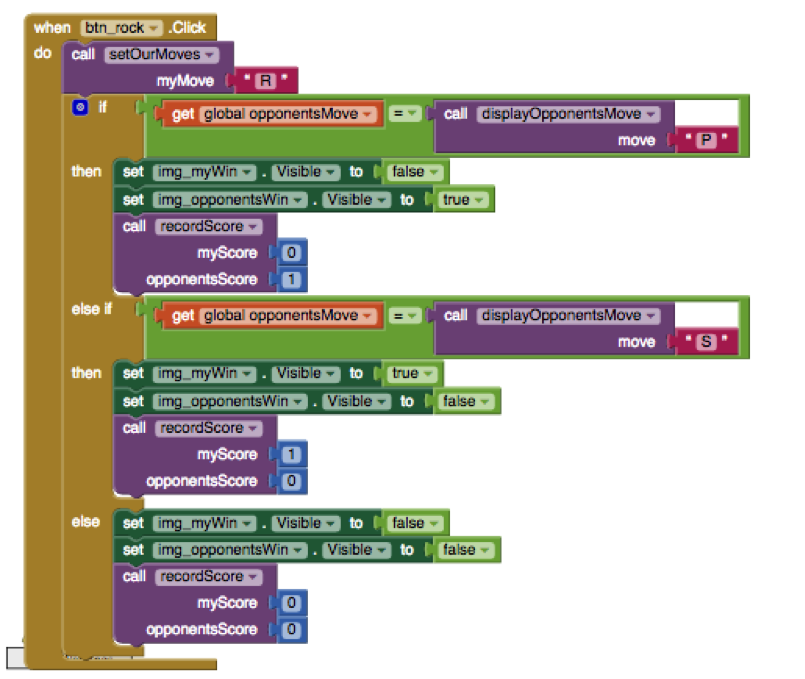 when btn_rock .Click
do call setOurMoves
myMove " R "
if get global opponentsMove = call displayOpponentsMove
move " P "
then set img_myWin . Visible to false
set img_opponentsWin . Visible to true
call recordScore
myScore 0
opponentsScore 1
else if get global opponentsMove = call displayOpponentsMove
move " S "
then set img_myWin . Visible to true
set img_opponentsWin . Visible to false
call recordScore
myScore 1
opponentsScore 0
else set img_myWin . Visible to false
set img_opponentsWin . Visible to false
call recordScore
myScore 0
opponentsScore 0